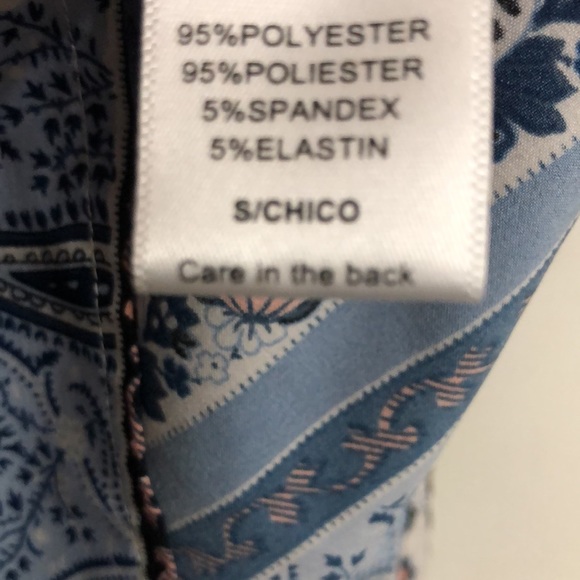 95%POLYESTER
95%POLIESTER
5%SPANDEX
5%ELASTIN
S/CHICO
Care in the back